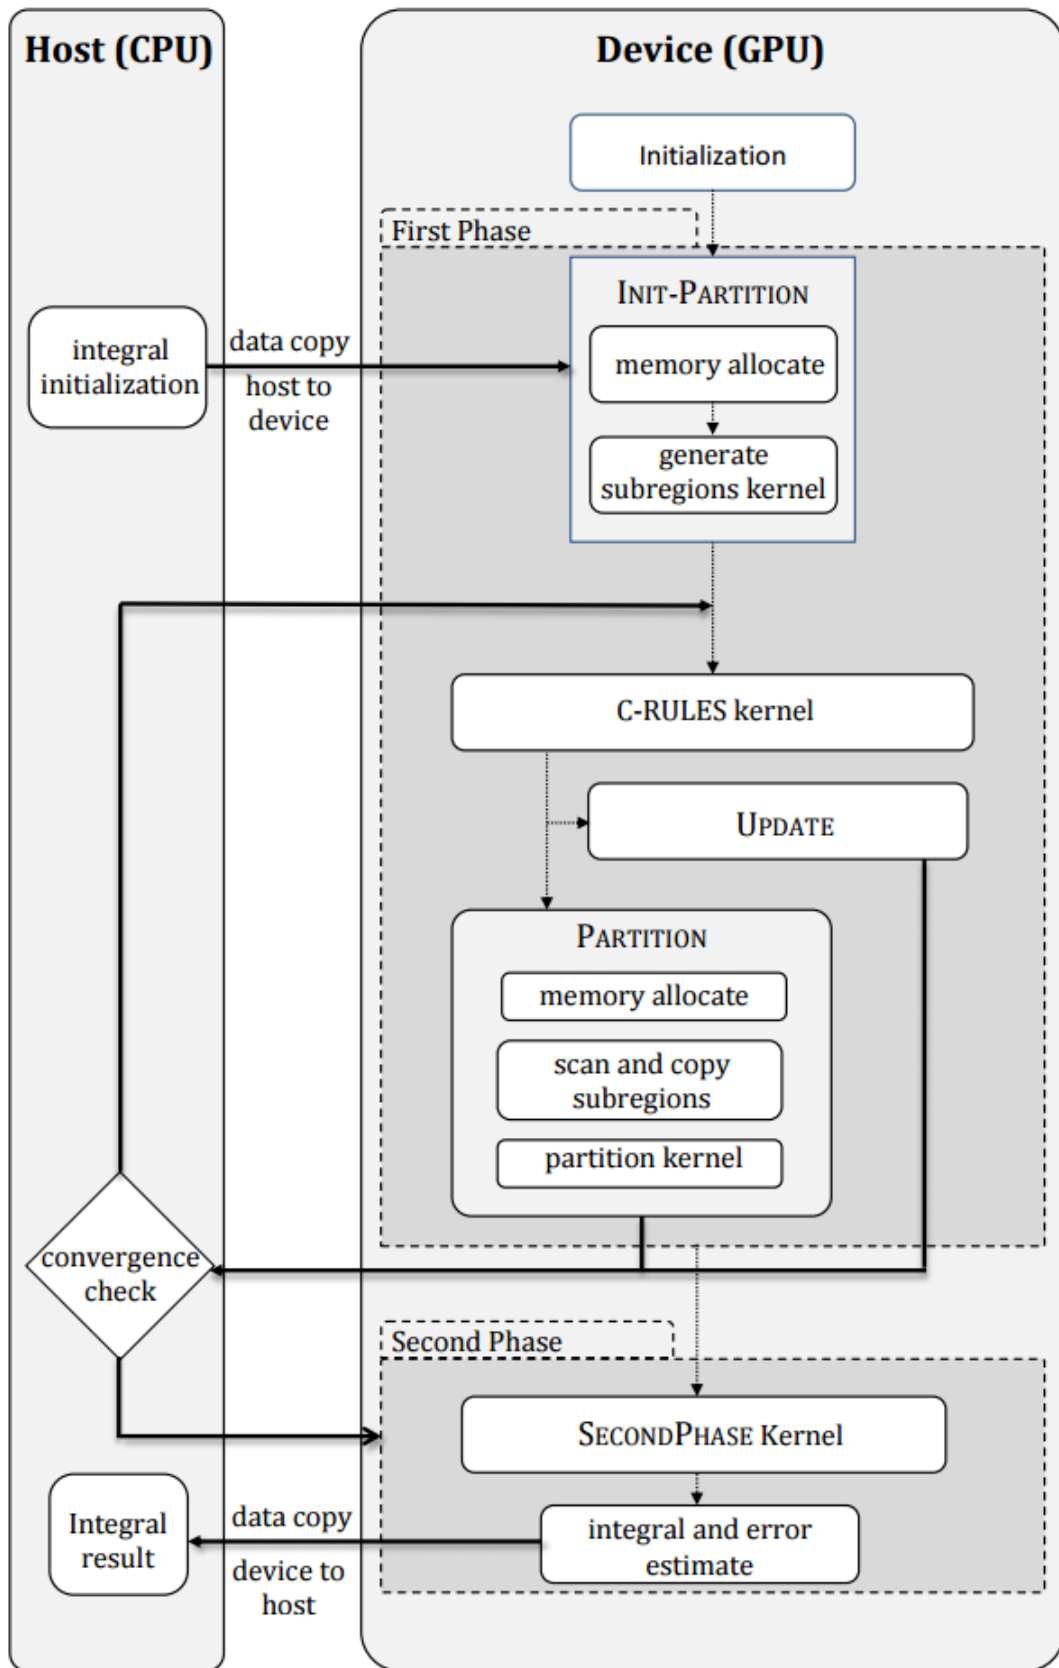 Host (CPU)
Device (GPU)
Initialization
First Phase
INIT-PARTITION
memory allocate
generate
subregions kernel
integral
initialization
data copy
host to
device
C-RULES kernel
UPDATE
PARTITION
memory allocate
scan and copy
subregions
partition kernel
convergence
check
Second Phase
SECONDPHASE Kernel
integral and error
estimate
data copy
device to
host
Integral
result